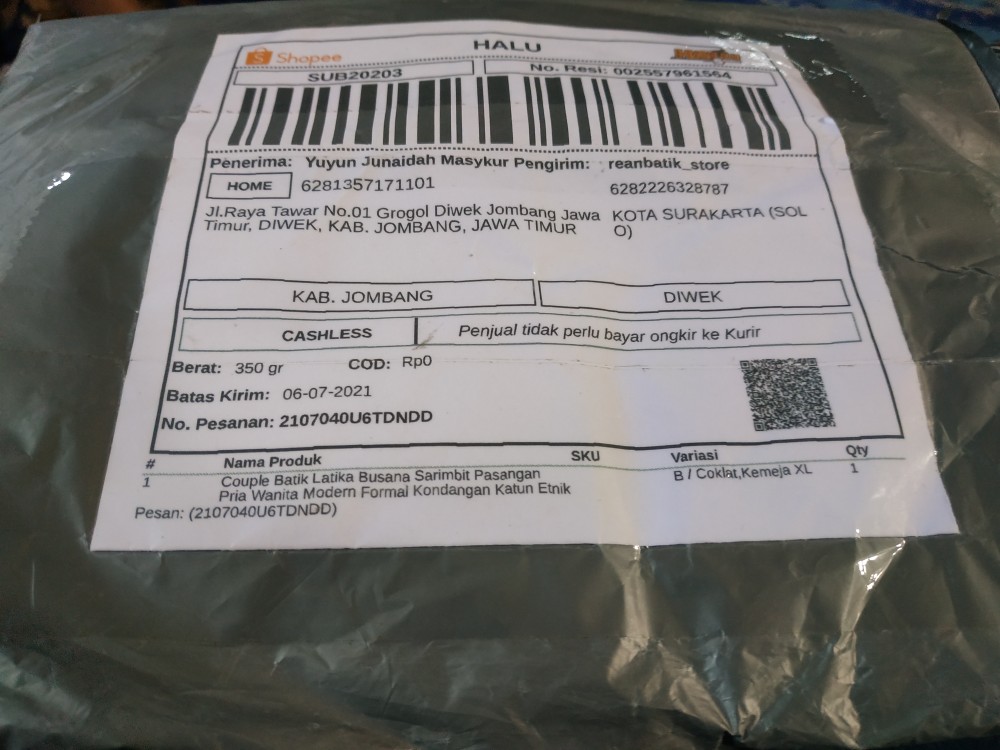 HALU
Shopee
SUB20203
No. Resi: 002557961564
Penerima: Yuyun Junaidah Masykur Pengirim: reanbatik_store
HOME 6281357171101 6282226328787
Jl.Raya Tawar No.01 Grogol Diwek Jombang Jawa KOTA SURAKARTA (SOL
Timur, DIWEK, KAB. JOMBANG, JAWA TIMUR O)
KAB. JOMBANG DIWEK
CASHLESS Penjual tidak perlu bayar ongkir ke Kurir
Berat: 350 gr COD: Rp0
Batas Kirim: 06-07-2021
No. Pesanan: 2107040U6TDNDD
# Nama Produk SKU Variasi Qty
1 Couple Batik Latika Busana Sarimbit Pasangan B / Coklat,Kemeja XL 1
Pria Wanita Modern Formal Kondangan Katun Etnik
Pesan: (2107040U6TDNDD)